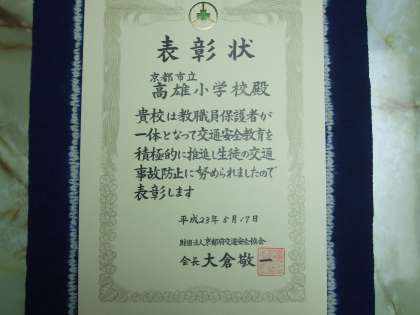 表彰状
京都市立
高雄小学校殿
貴校は教職員保護者が
一体となって交通安全教育を
積極的に推進し生徒の交通
事故防止に努められましたので
表彰します
平成23年5月17日
財団法人京都府交通安全協会
会長 大倉敬一